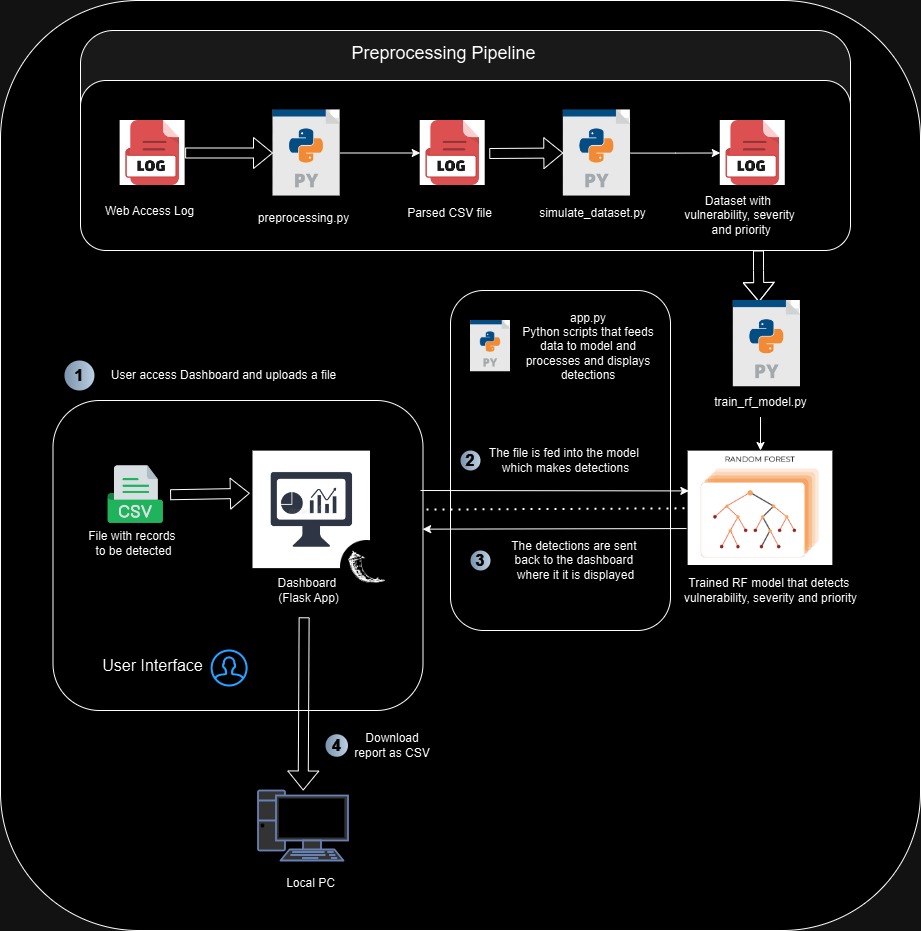 Preprocessing Pipeline
LOG
PY
LOG
PY
LOG
Web Access Log
preprocessing.py
Parsed CSV file
simulate_dataset.py
Dataset with
vulnerability, severity
and priority
PY
app.py
Python scripts that feeds
data to model and
processes and displays
detections
PY
train_rf_model.py
1
User access Dashboard and uploads a file
2
The file is fed into the model
which makes detections
RANDOM FOREST
CSV
File with records
to be detected
Dashboard
(Flask App)
3
The detections are sent
back to the dashboard
where it it is displayed
Trained RF model that detects
vulnerability, severity and priority
User Interface
4
Download
report as CSV
Local PC